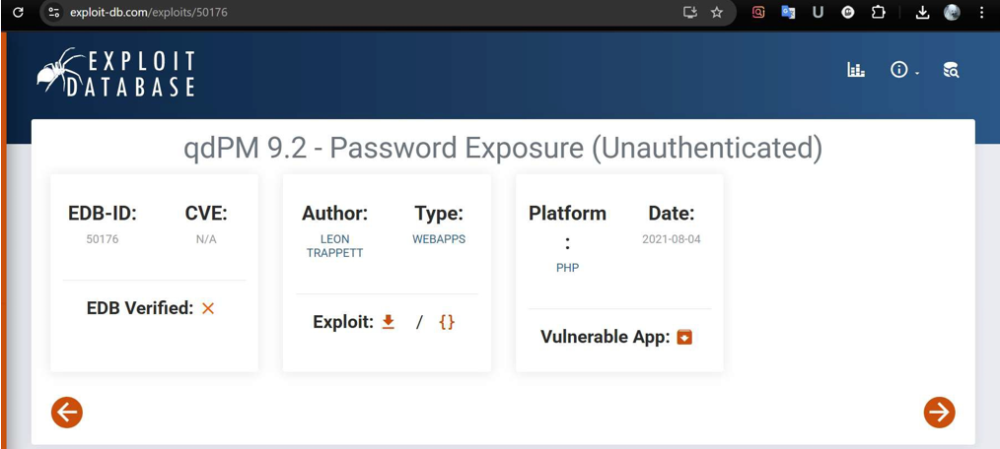 exploit-db.com/exploits/50176
EXPLOIT
DATABASE
qdPM 9.2 - Password Exposure (Unauthenticated)
EDB-ID:
50176
CVE:
N/A
EDB Verified:
Author:
LEON
TRAPPETT
Type:
WEBAPPS
Exploit: / {}
Platform
:
PHP
Date:
2021-08-04
Vulnerable App: